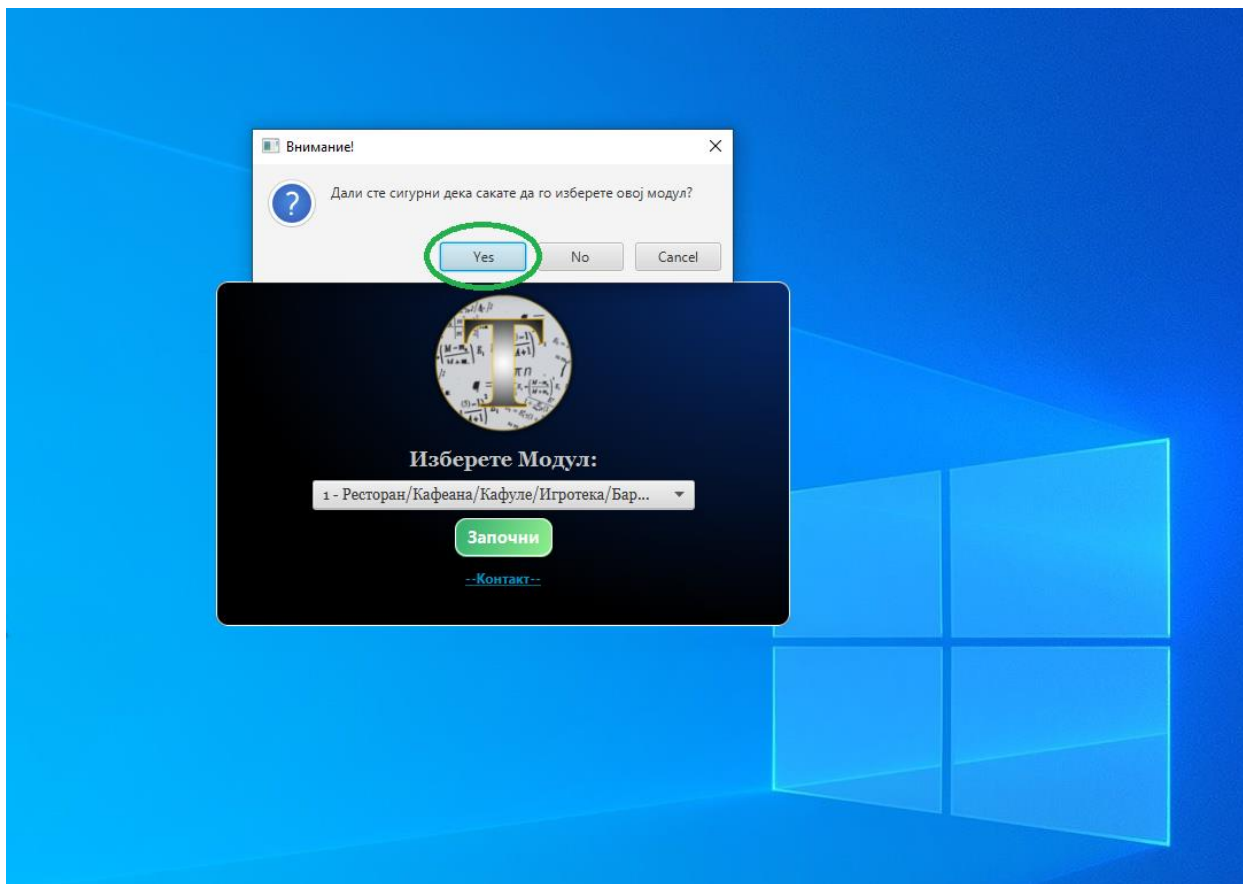 Внимание!
Дали сте сигурни дека сакате да го изберете овој модул?
Yes No Cancel
T
Изберете Модул:
1 - Ресторан/Кафеана/Кафуле/Игротека/Бар...
Започни
--Контакт--